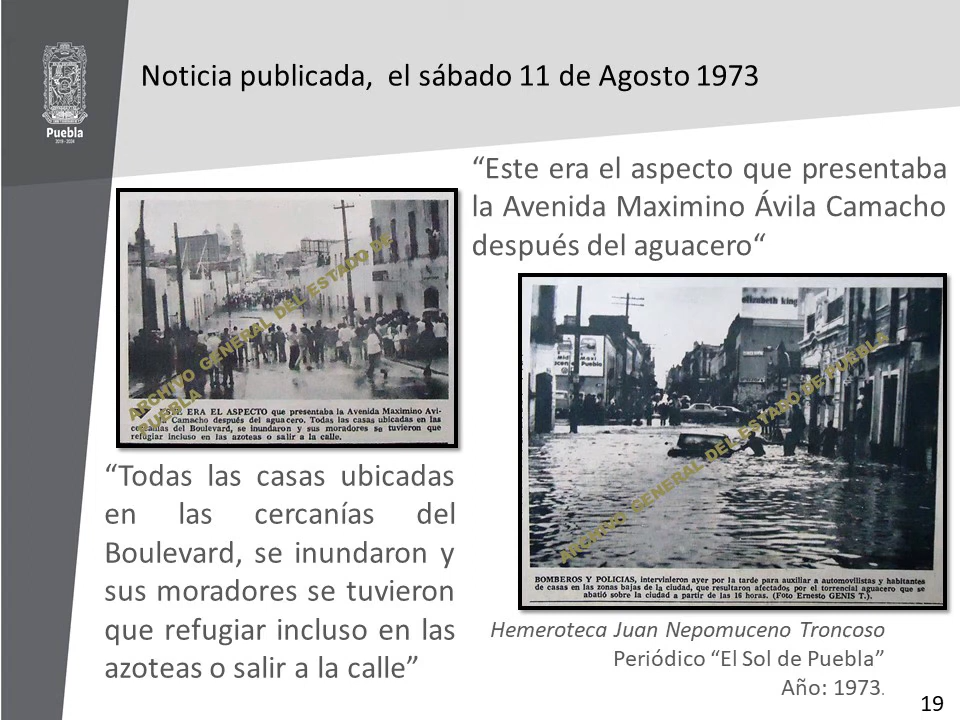 Puebla
2019 - 2024
Noticia publicada,  el sábado 11 de Agosto 1973
“Este era el aspecto que presentaba
la Avenida Maximino Ávila Camacho
después del aguacero“
ARCHIVO GENERAL DEL ESTADO DE
PUEBLA
ESTE ERA EL ASPECTO que presentaba la Avenida Maximino Avi-
Camacho después del aguacero. Todas las casas ubicadas en las
cercanías del Boulevard, se inundaron y sus moradores se tuvieron que
refugiar incluso en las azoteas o salir a la calle.
“Todas las casas ubicadas
en las cercanías del
Boulevard, se inundaron y
sus moradores se tuvieron
que refugiar incluso en las
azoteas o salir a la calle”
elizabeth king
ARCHIVO GENERAL DEL ESTADO DE PUEBLA
BOMBEROS Y POLICIAS, intervinieron ayer por la tarde para auxiliar a automovilistas y habitantes
de casas en las zonas bajas de la ciudad, que resultaron afectados por el torrencial aguacero que se
abatió sobre la ciudad a partir de las 16 horas. (Foto Ernesto GENIS T.).
Hemeroteca Juan Nepomuceno Troncoso
Periódico “El Sol de Puebla”
Año: 1973.
19